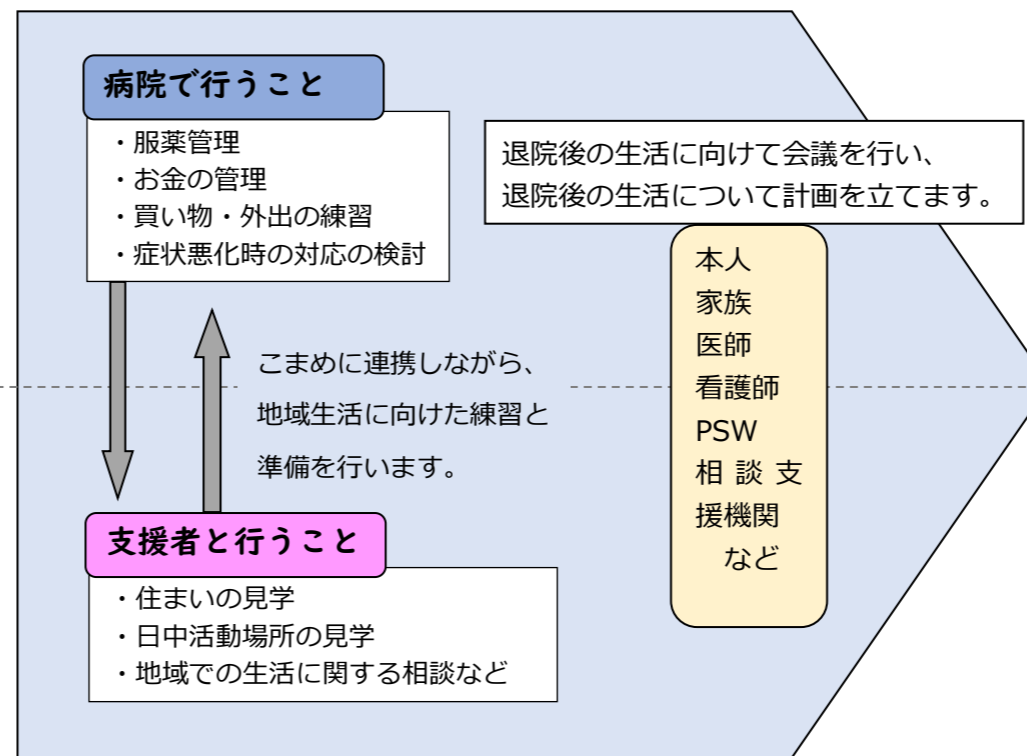 病院で行うこと
・服薬管理
・お金の管理
・買い物・外出の練習
・症状悪化時の対応の検討
こまめに連携しながら、
地域生活に向けた練習と
準備を行います。
支援者と行うこと
・住まいの見学
・日中活動場所の見学
・地域での生活に関する相談など
退院後の生活に向けて会議を行い、
退院後の生活について計画を立てます。
本人
家族
医師
看護師
PSW
相談支
援機関
など